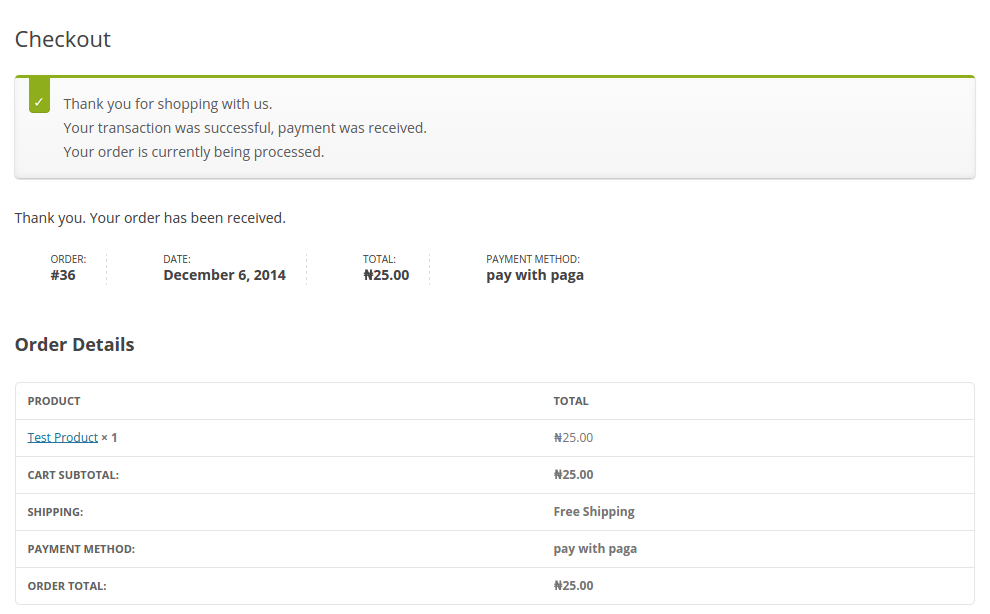 Checkout
✓
Thank you for shopping with us.
Your transaction was successful, payment was received.
Your order is currently being processed.
Thank you. Your order has been received.
ORDER: DATE: TOTAL: PAYMENT METHOD:
#36 December 6, 2014 ₦25.00 pay with paga
Order Details
PRODUCT TOTAL
Test Product × 1 ₦25.00
CART SUBTOTAL: ₦25.00
SHIPPING: Free Shipping
PAYMENT METHOD: pay with paga
ORDER TOTAL: ₦25.00